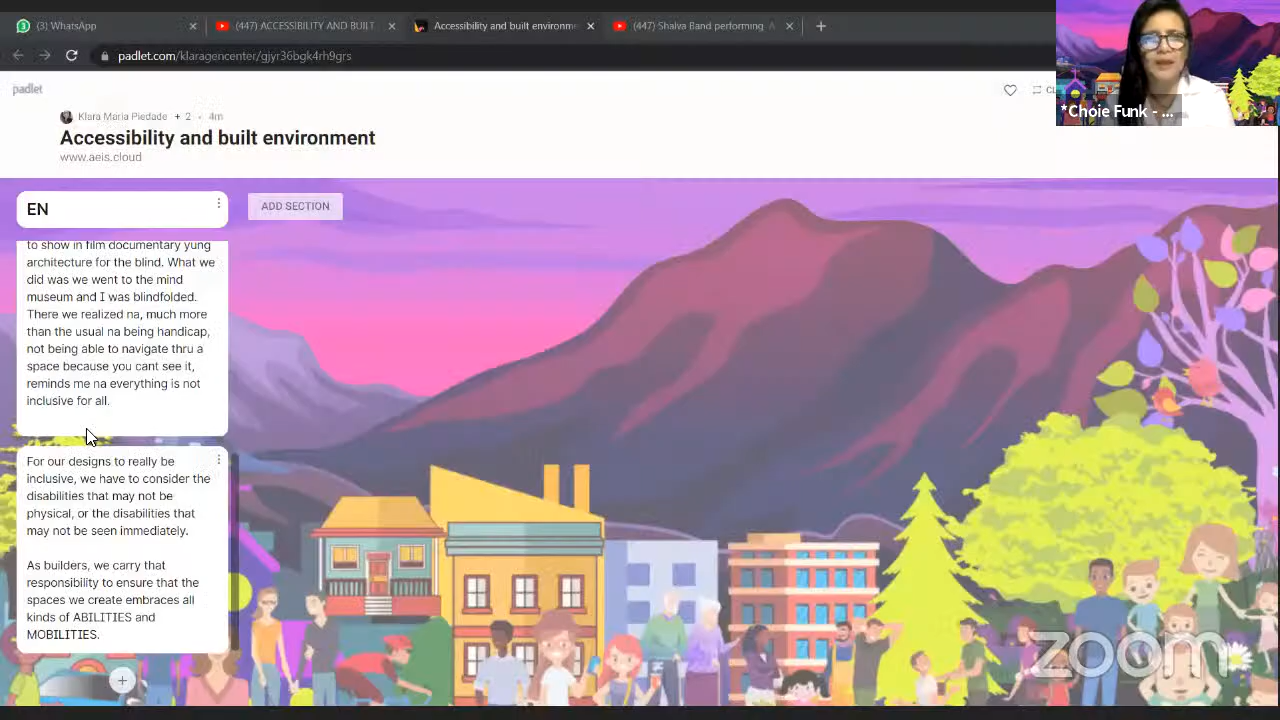 (3) WhatsApp
(447) ACCESSIBILITY AND BUILT
Accessibility and built environme
(447) Shalva Band performing
padlet.com/klaragencenter/gjyr36bgk4rh9grs
padlet
*Choie Funk - ...
Klara Maria Piedade + 2 · 4m
Accessibility and built environment
www.aeis.cloud
EN
ADD SECTION
to show in film documentary yung
architecture for the blind. What we
did was we went to the mind
museum and I was blindfolded.
There we realized na, much more
than the usual na being handicap,
not being able to navigate thru a
space because you cant see it,
reminds me na everything is not
inclusive for all.
For our designs to really be
inclusive, we have to consider the
disabilities that may not be
physical, or the disabilities that
may not be seen immediately.
As builders, we carry that
responsibility to ensure that the
spaces we create embraces all
kinds of ABILITIES and
MOBILITIES.
zoom